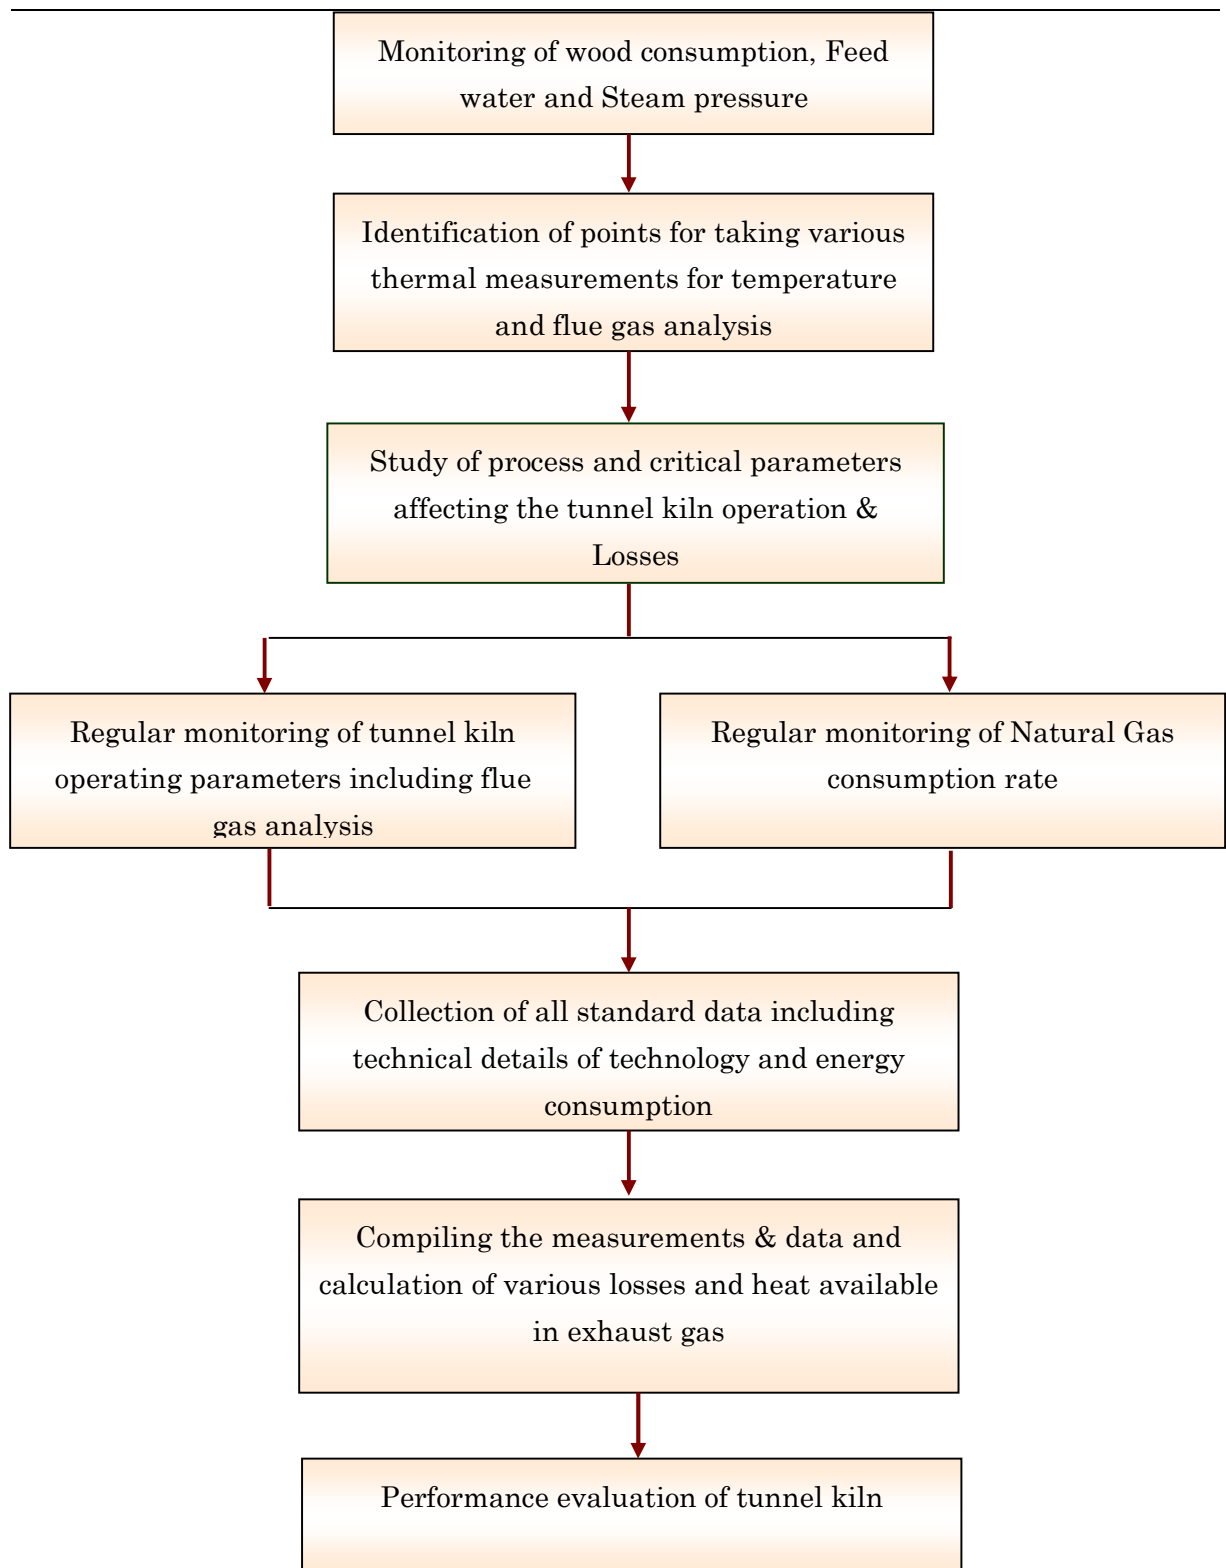 Monitoring of wood consumption, Feed
water and Steam pressure
Identification of points for taking various
thermal measurements for temperature
and flue gas analysis
Study of process and critical parameters
affecting the tunnel kiln operation &
Losses
Regular monitoring of tunnel kiln
operating parameters including flue
gas analysis
Regular monitoring of Natural Gas
consumption rate
Collection of all standard data including
technical details of technology and energy
consumption
Compiling the measurements & data and
calculation of various losses and heat available
in exhaust gas
Performance evaluation of tunnel kiln